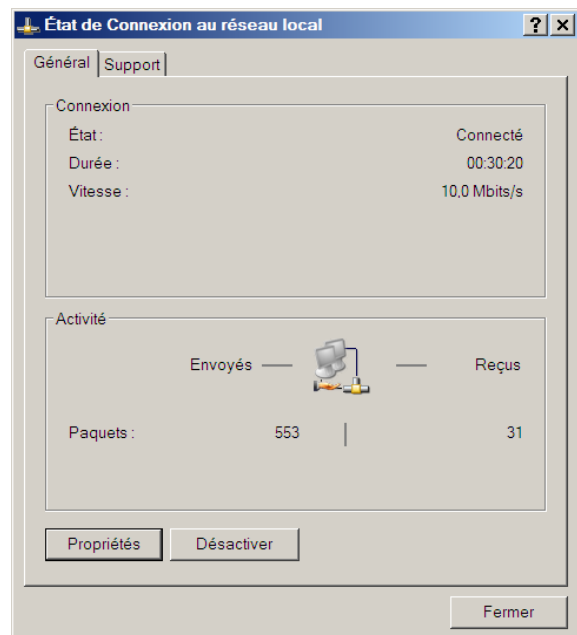 État de Connexion au réseau local
Général Support
Connexion
État : Connecté
Durée : 00:30:20
Vitesse : 10,0 Mbits/s
Activité
Envoyés Reçus
Paquets : 553 31
Propriétés Désactiver
Fermer